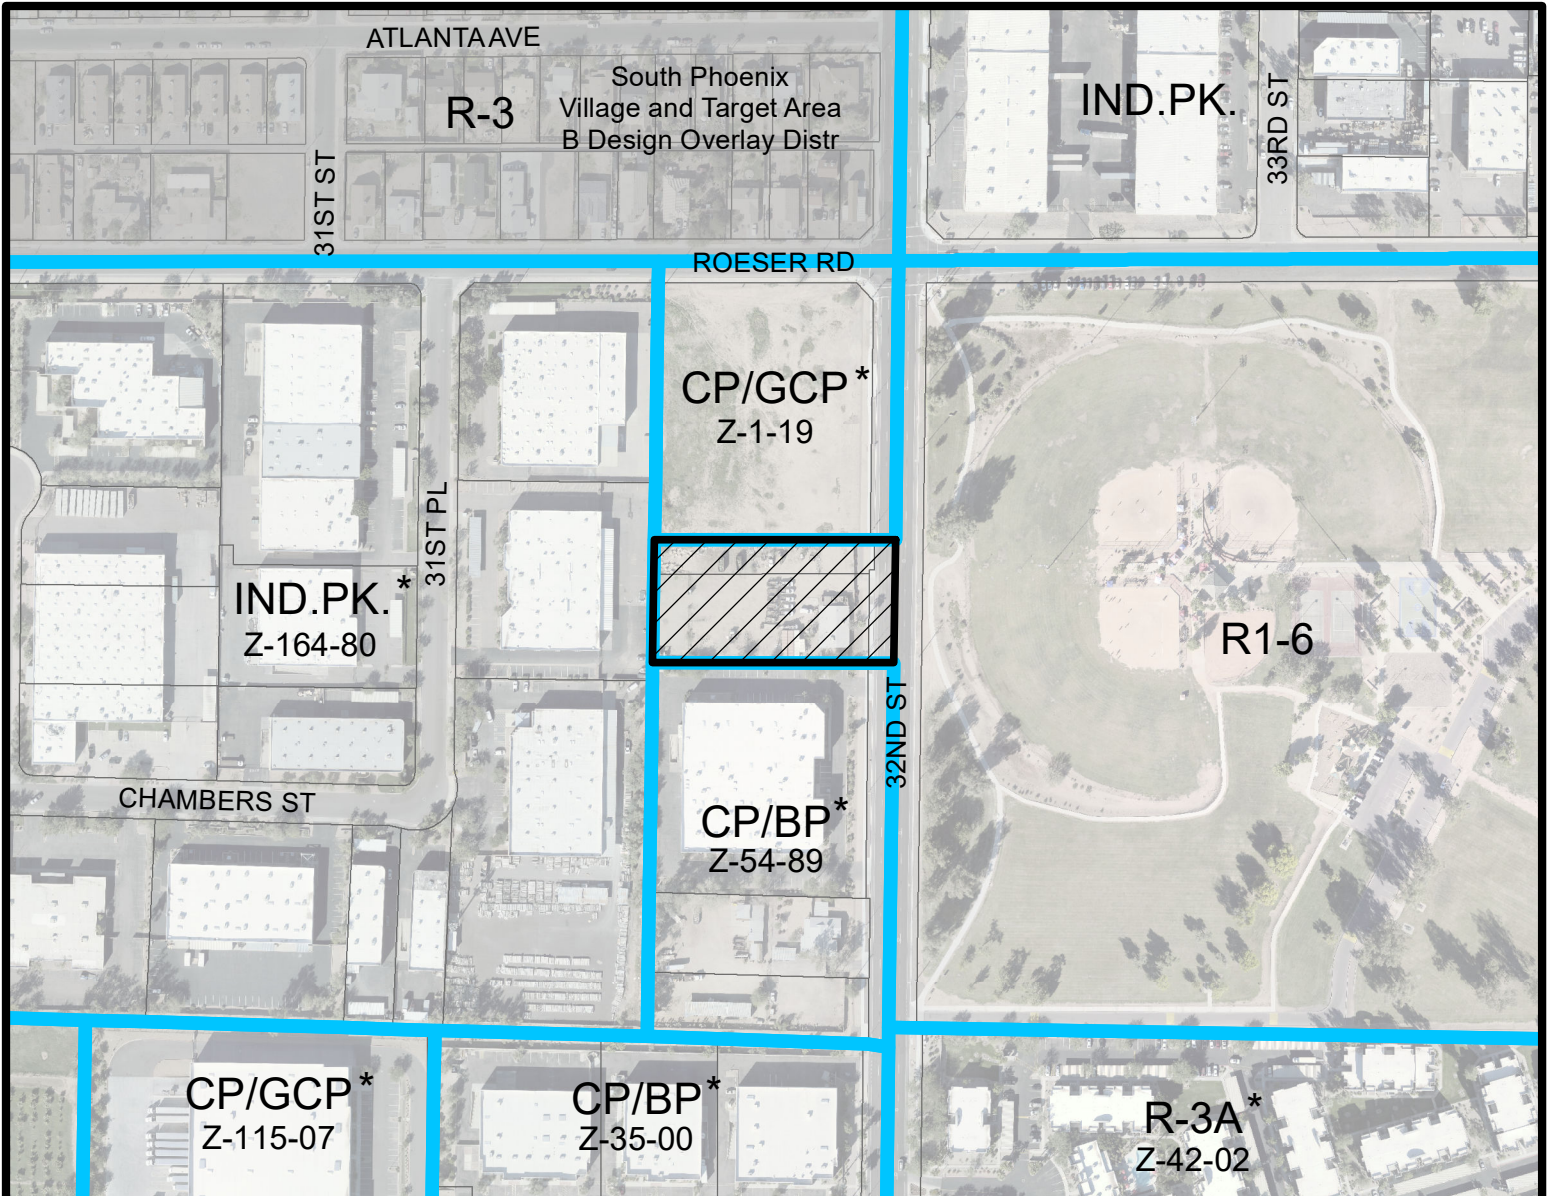 ATLANTA AVE
South Phoenix
Village and Target Area
B Design Overlay Distr
R-3
IND.PK.
33RD ST
31ST ST
ROESER RD
CP/GCP*
Z-1-19
31ST PL
IND.PK.*
Z-164-80
R1-6
32ND ST
CHAMBERS ST
CP/BP*
Z-54-89
CP/GCP*
Z-115-07
CP/BP*
Z-35-00
R-3A*
Z-42-02